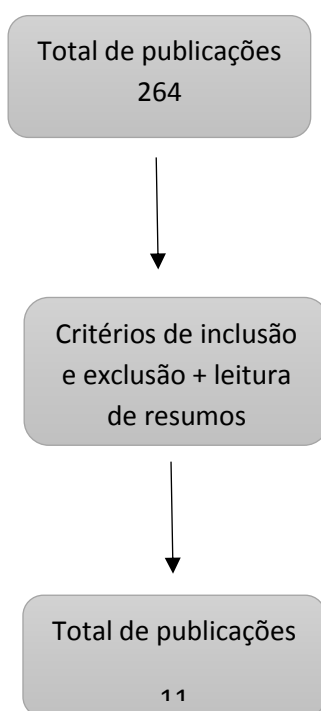 Total de publicações
264
Critérios de inclusão
e exclusão + leitura
de resumos
Total de publicações
11